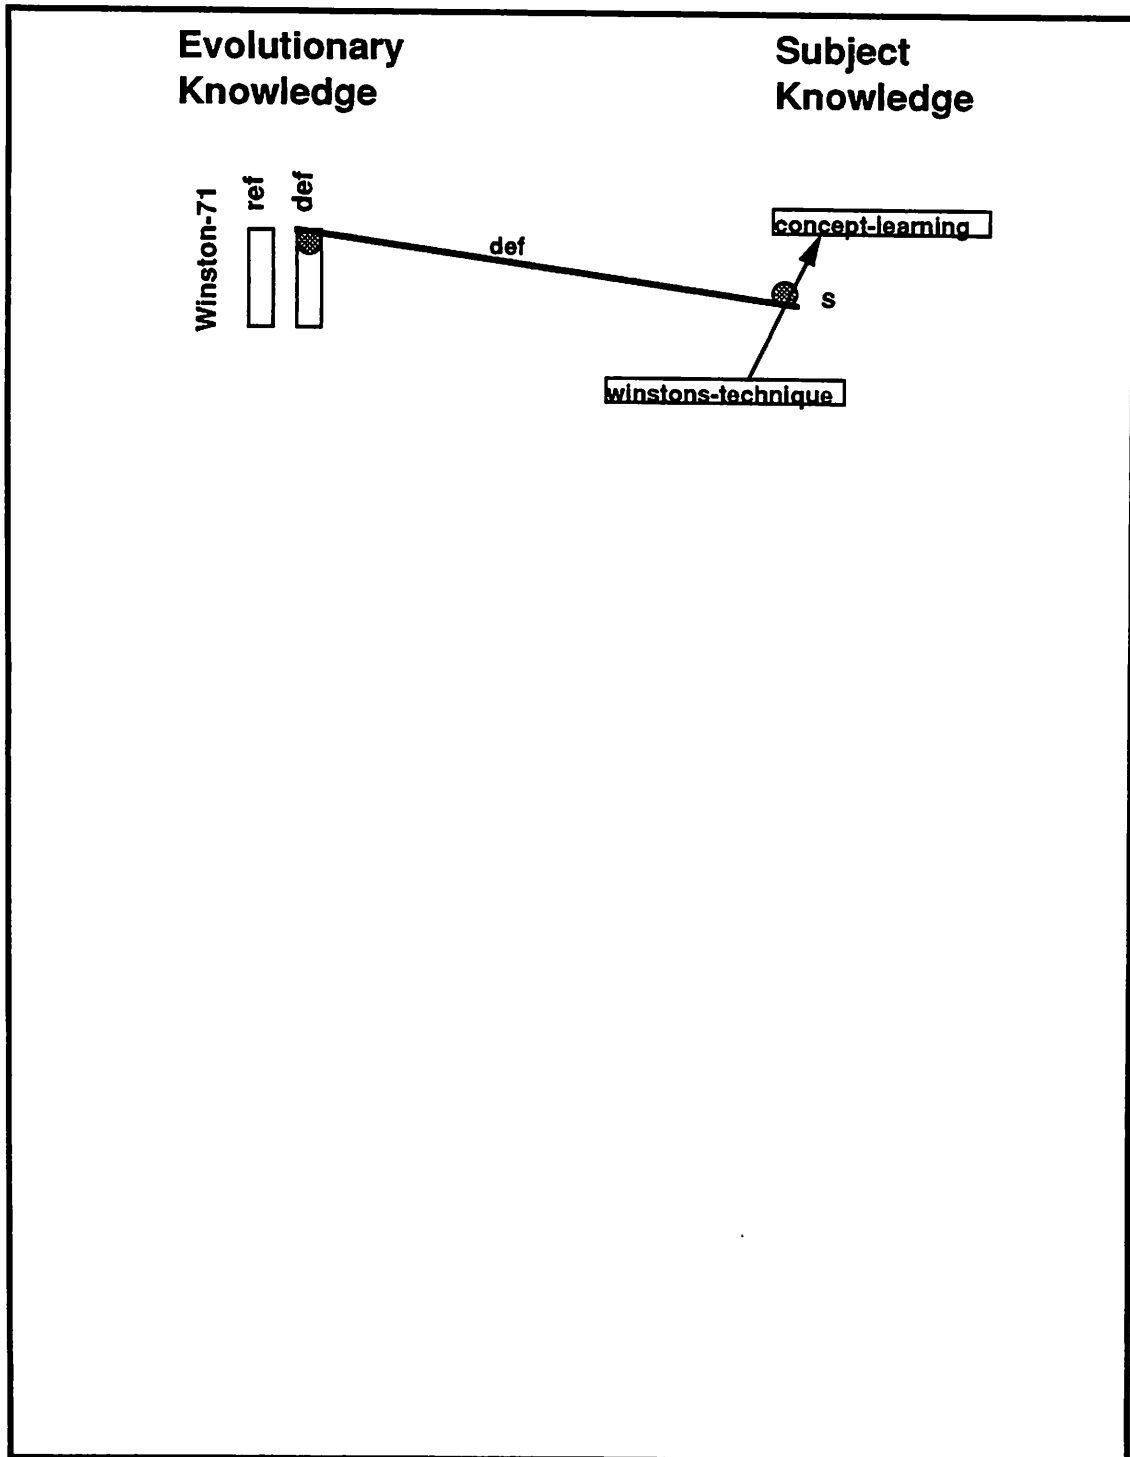 Evolutionary
Knowledge
Subject
Knowledge
Winston-71
ref
def
def
concept-learning
s
winstons-technique